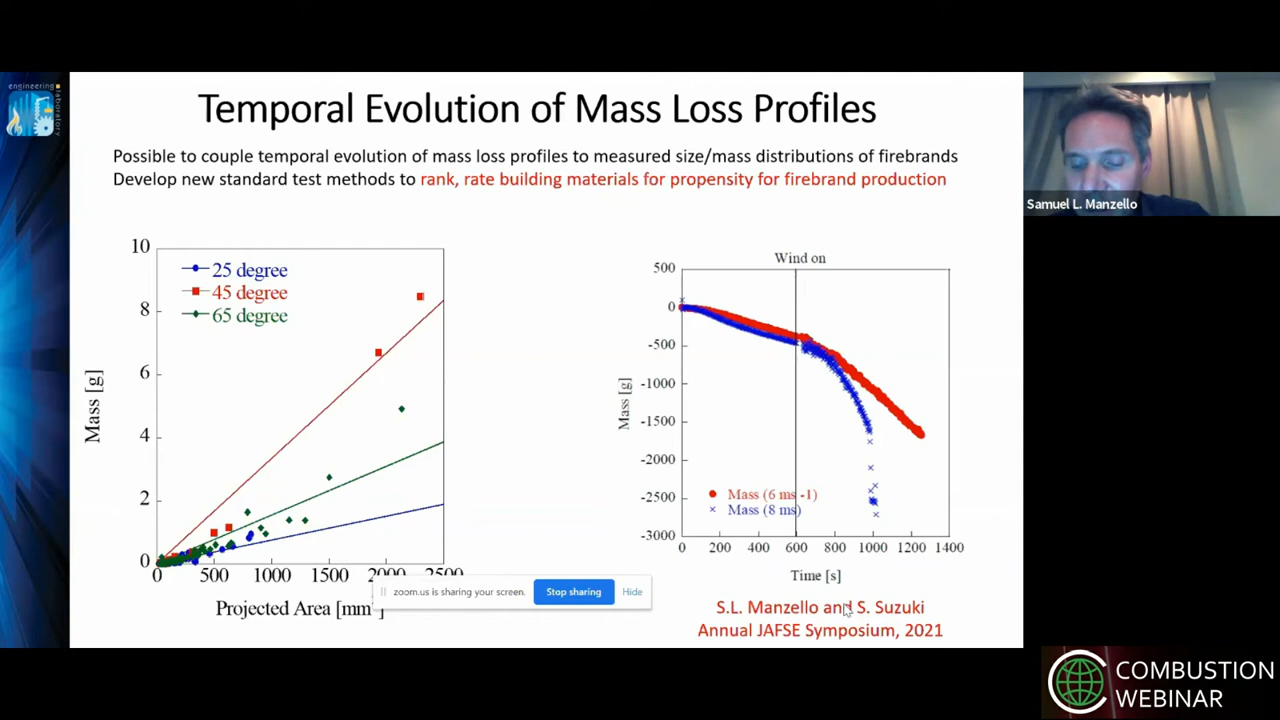 engineering
laboratory
Temporal Evolution of Mass Loss Profiles
Possible to couple temporal evolution of mass loss profiles to measured size/mass distributions of firebrands
Develop new standard test methods to rank, rate building materials for propensity for firebrand production
Samuel L. Manzello
10
8
6
4
2
0
Mass [g]
25 degree
45 degree
65 degree
0 500 1000 1500 2000 2500
Projected Area [mm
zoom.us is sharing your screen. Stop sharing Hide
Wind on
500
0
-500
-1000
-1500
-2000
-2500
-3000
Mass [g]
Mass (6 ms -1)
Mass (8 ms)
0 200 400 600 800 1000 1200 1400
Time [s]
S.L. Manzello and S. Suzuki
Annual JAFSE Symposium, 2021
COMBUSTION
WEBINAR